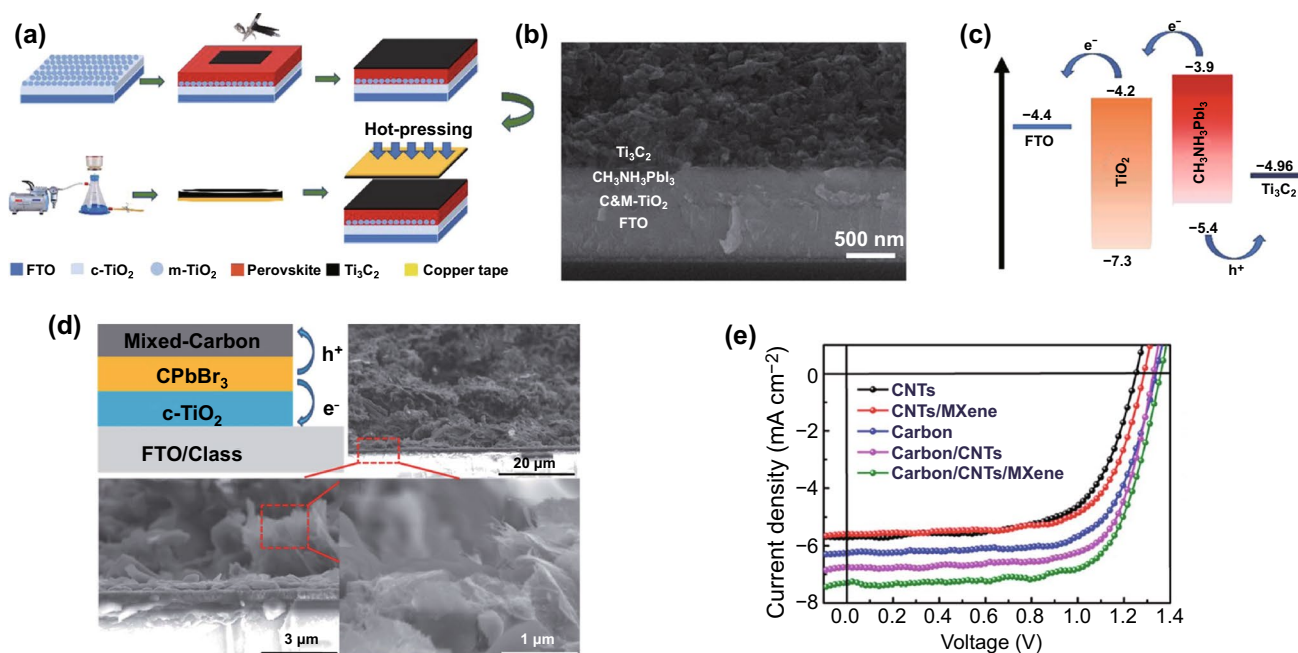 (a)
Hot-pressing
FTO
c-TiO₂
m-TiO₂
Perovskite
Ti₃C₂
Copper tape
(b)
Ti₃C₂
CH₃NH₃PbI₃
C&M-TiO₂
FTO
500 nm
(c)
e⁻
e⁻
−3.9
−4.2
−4.4
FTO
TiO₂
CH₃NH₃PbI₃
−4.96
Ti₃C₂
−5.4
h⁺
−7.3
(d)
Mixed-Carbon
h⁺
CPbBr₃
c-TiO₂
e⁻
FTO/Class
20 µm
3 µm
1 µm
(e)
Current density (mA cm⁻²)
0
−2
−4
−6
−8
CNTs
CNTs/MXene
Carbon
Carbon/CNTs
Carbon/CNTs/MXene
0.0 0.2 0.4 0.6 0.8 1.0 1.2 1.4
Voltage (V)